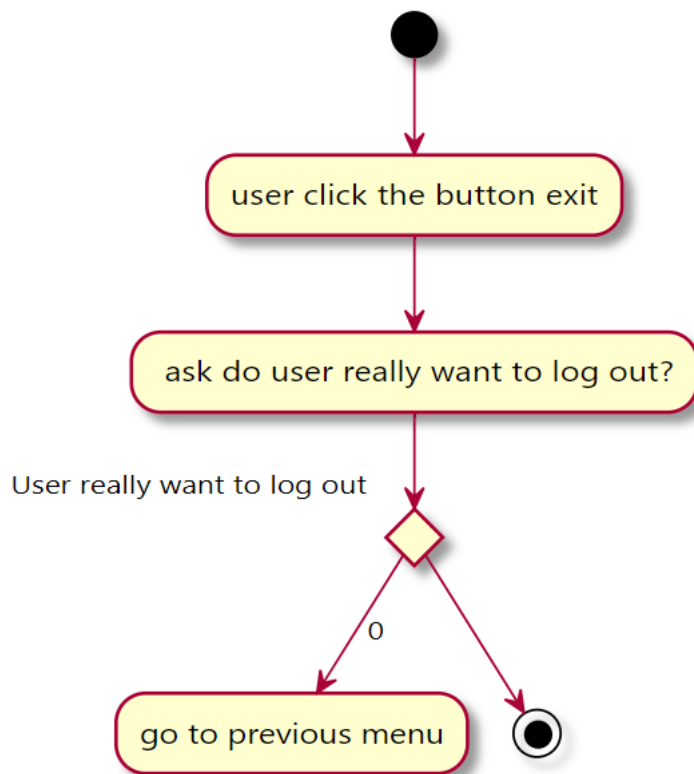 user click the button exit
ask do user really want to log out?
User really want to log out
0
go to previous menu